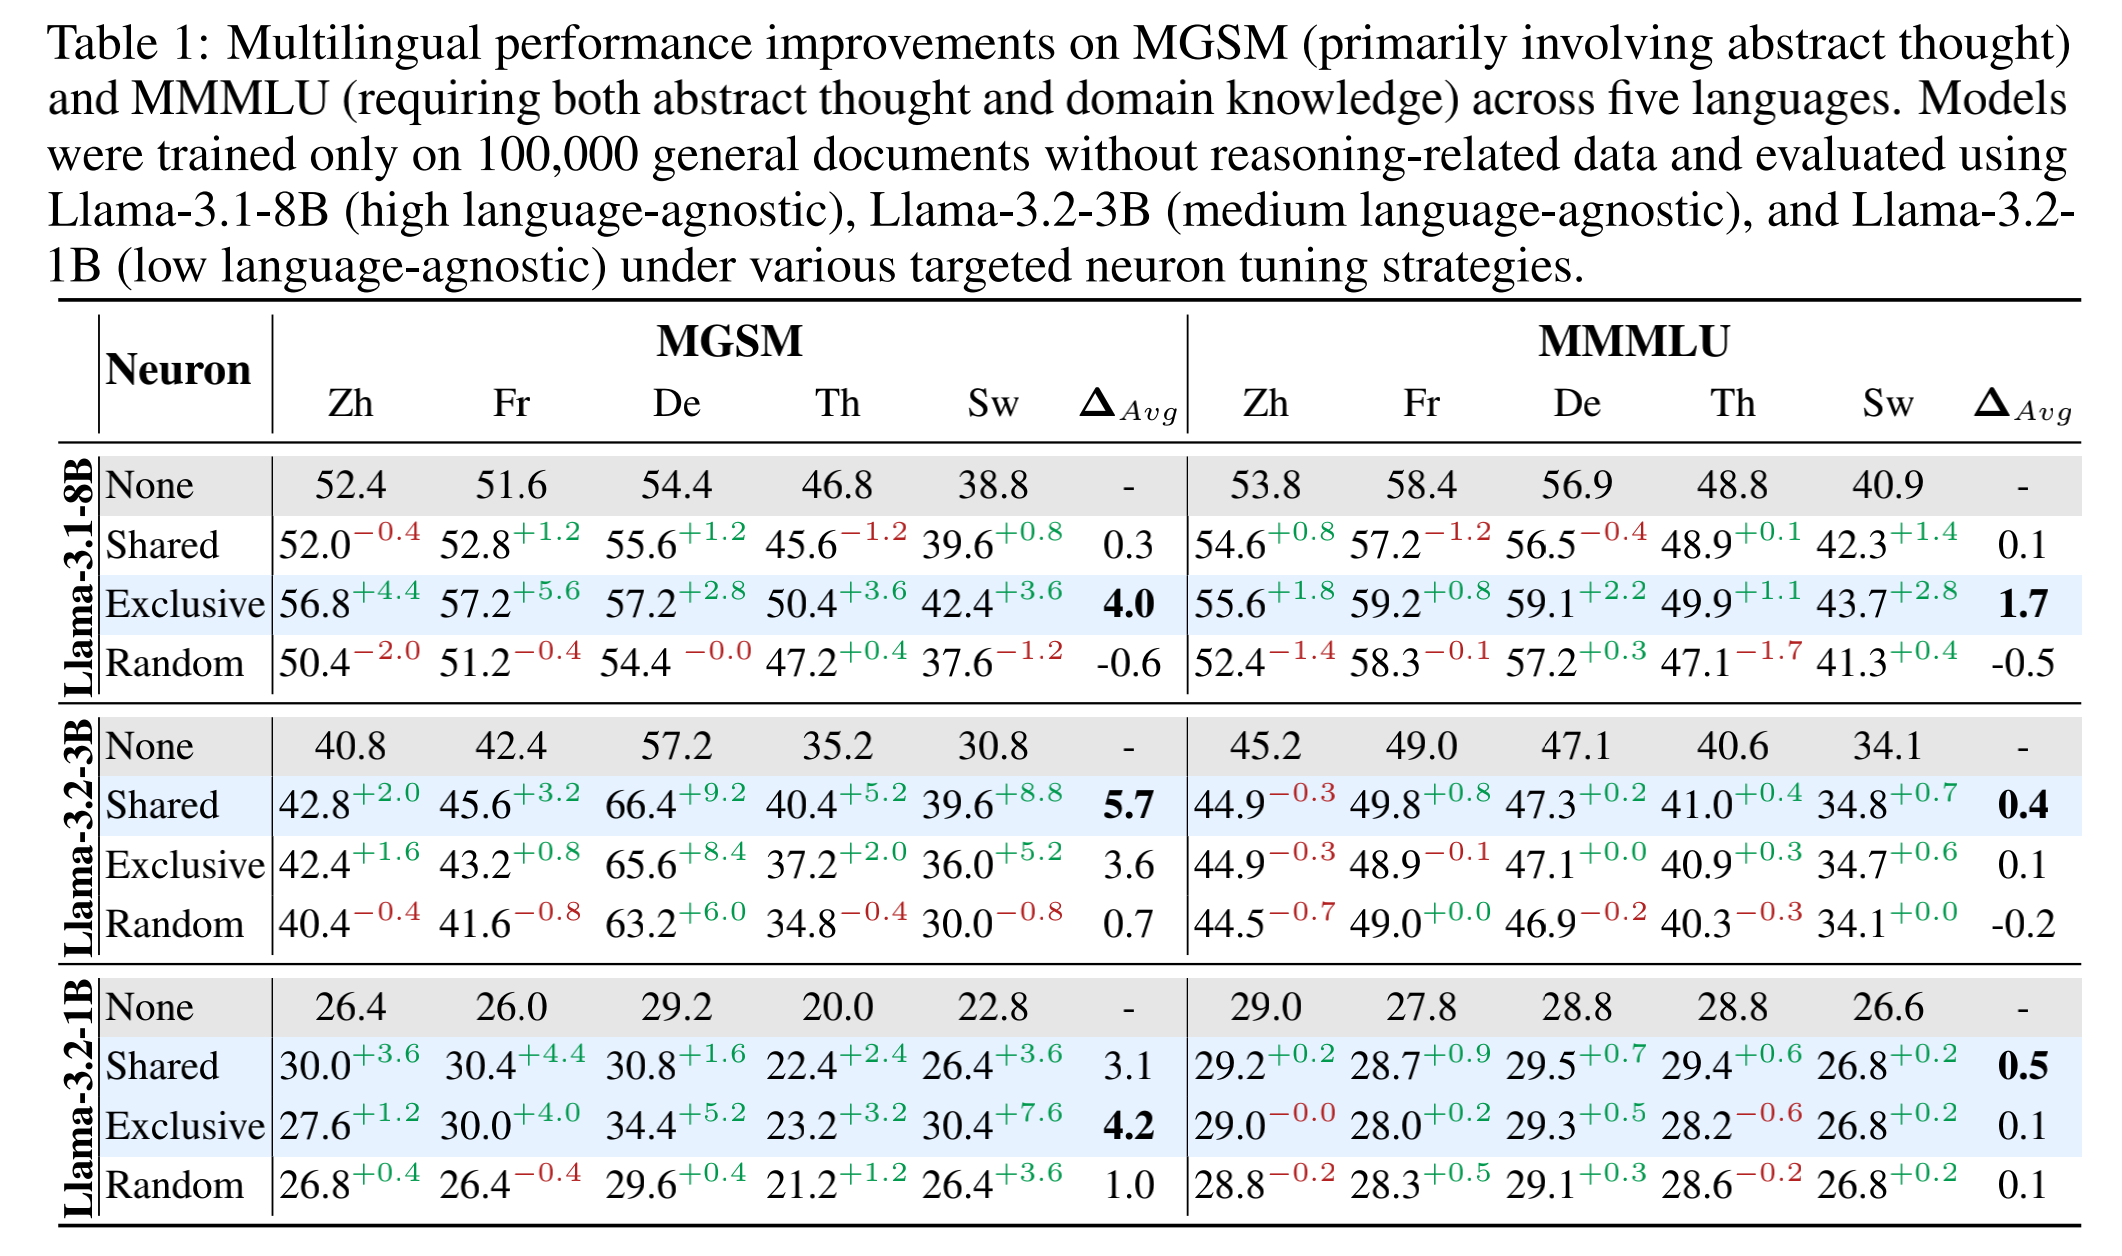 Table 1: Multilingual performance improvements on MGSM (primarily involving abstract thought)
and MMMLU (requiring both abstract thought and domain knowledge) across five languages. Models
were trained only on 100,000 general documents without reasoning-related data and evaluated using
Llama-3.1-8B (high language-agnostic), Llama-3.2-3B (medium language-agnostic), and Llama-3.2-
1B (low language-agnostic) under various targeted neuron tuning strategies.
Neuron MGSM MMMLU
Zh Fr De Th Sw Δ Avg Zh Fr De Th Sw Δ Avg
Llama-3.1-8B
None 52.4 51.6 54.4 46.8 38.8 - 53.8 58.4 56.9 48.8 40.9 -
Shared 52.0−0.4 52.8+1.2 55.6+1.2 45.6−1.2 39.6+0.8 0.3 54.6+0.8 57.2−1.2 56.5−0.4 48.9+0.1 42.3+1.4 0.1
Exclusive 56.8+4.4 57.2+5.6 57.2+2.8 50.4+3.6 42.4+3.6 4.0 55.6+1.8 59.2+0.8 59.1+2.2 49.9+1.1 43.7+2.8 1.7
Random 50.4−2.0 51.2−0.4 54.4 −0.0 47.2+0.4 37.6−1.2 -0.6 52.4−1.4 58.3−0.1 57.2+0.3 47.1−1.7 41.3+0.4 -0.5
Llama-3.2-3B
None 40.8 42.4 57.2 35.2 30.8 - 45.2 49.0 47.1 40.6 34.1 -
Shared 42.8+2.0 45.6+3.2 66.4+9.2 40.4+5.2 39.6+8.8 5.7 44.9−0.3 49.8+0.8 47.3+0.2 41.0+0.4 34.8+0.7 0.4
Exclusive 42.4+1.6 43.2+0.8 65.6+8.4 37.2+2.0 36.0+5.2 3.6 44.9−0.3 48.9−0.1 47.1+0.0 40.9+0.3 34.7+0.6 0.1
Random 40.4−0.4 41.6−0.8 63.2+6.0 34.8−0.4 30.0−0.8 0.7 44.5−0.7 49.0+0.0 46.9−0.2 40.3−0.3 34.1+0.0 -0.2
Llama-3.2-1B
None 26.4 26.0 29.2 20.0 22.8 - 29.0 27.8 28.8 28.8 26.6 -
Shared 30.0+3.6 30.4+4.4 30.8+1.6 22.4+2.4 26.4+3.6 3.1 29.2+0.2 28.7+0.9 29.5+0.7 29.4+0.6 26.8+0.2 0.5
Exclusive 27.6+1.2 30.0+4.0 34.4+5.2 23.2+3.2 30.4+7.6 4.2 29.0−0.0 28.0+0.2 29.3+0.5 28.2−0.6 26.8+0.2 0.1
Random 26.8+0.4 26.4−0.4 29.6+0.4 21.2+1.2 26.4+3.6 1.0 28.8−0.2 28.3+0.5 29.1+0.3 28.6−0.2 26.8+0.2 0.1